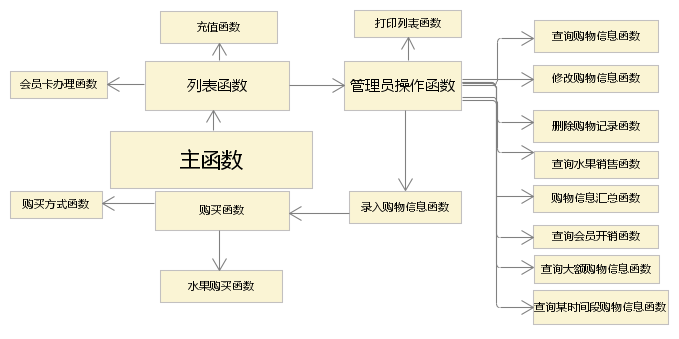 充值函数
打印列表函数
查询购物信息函数
会员卡办理函数
列表函数
管理员操作函数
修改购物信息函数
删除购物记录函数
主函数
查询水果销售函数
购买方式函数
购买函数
录入购物信息函数
购物信息汇总函数
查询会员开销函数
查询大额购物信息函数
水果购买函数
查询某时间段购物信息函数